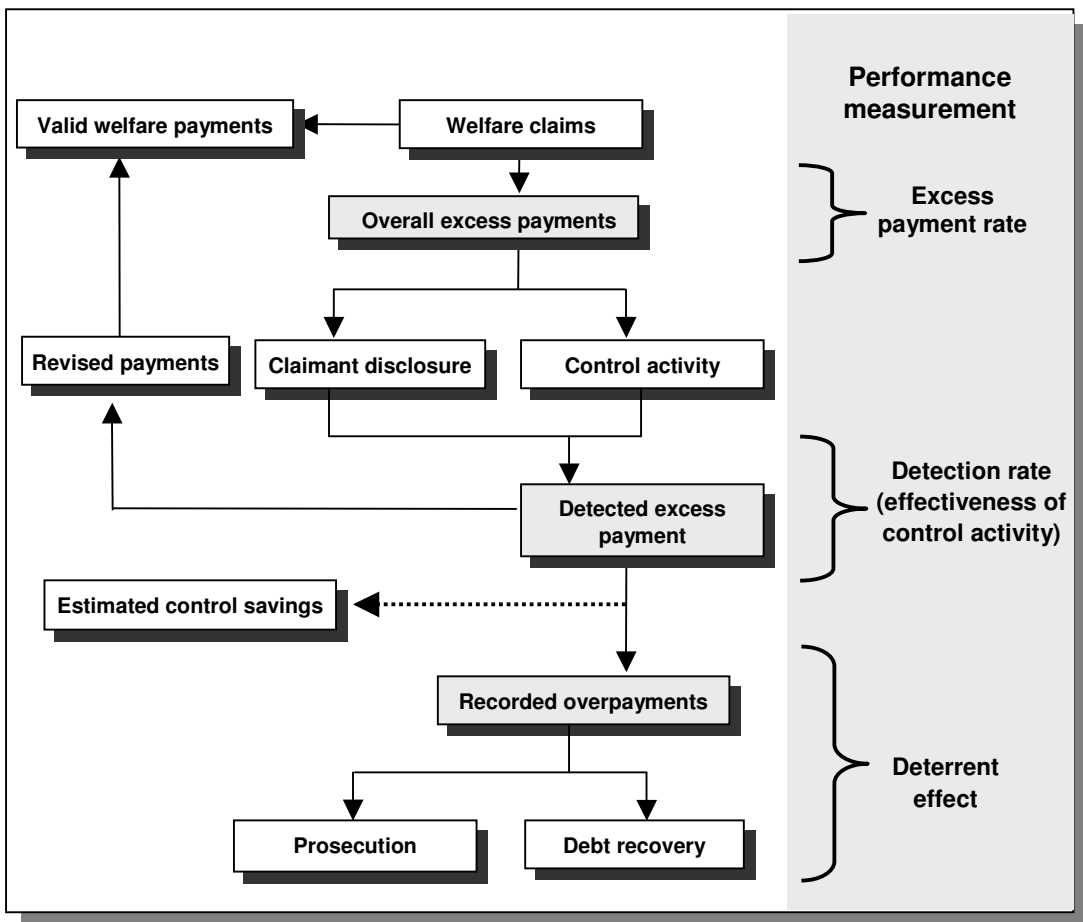 Performance
measurement
Valid welfare payments
Welfare claims
Overall excess payments
Excess
payment rate
Revised payments
Claimant disclosure
Control activity
Detected excess
payment
Detection rate
(effectiveness of
control activity)
Estimated control savings
Recorded overpayments
Deterrent
effect
Prosecution
Debt recovery